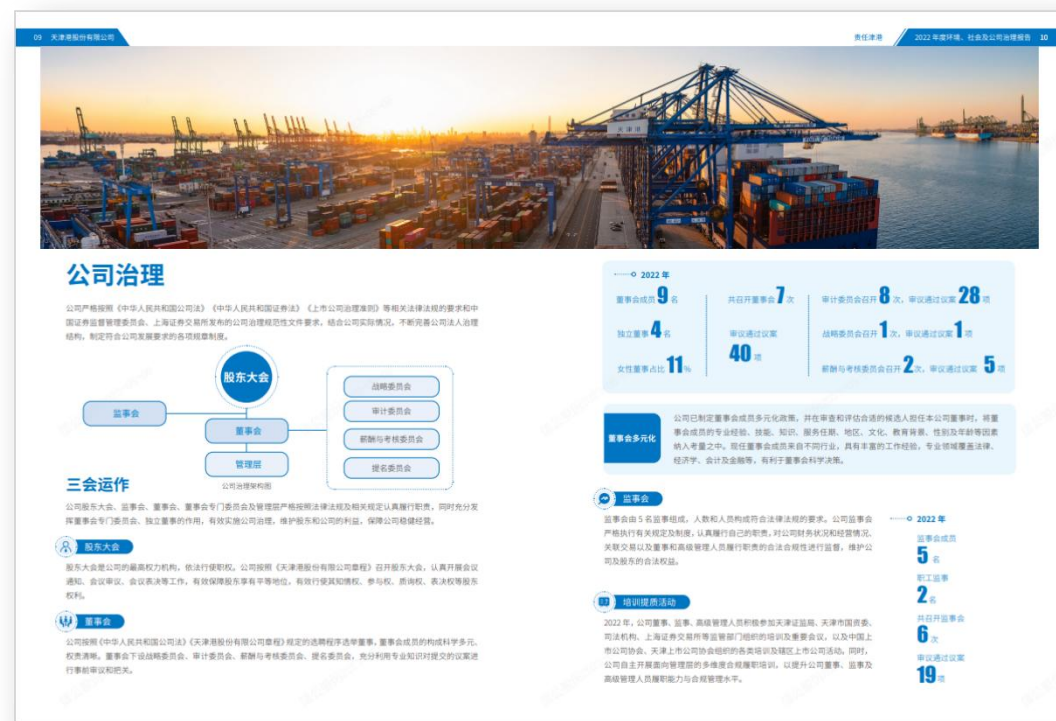 09 天津港股份有限公司
责任津港
2022 年度环境、社会及公司治理报告 10
天津港
公司治理
公司严格按照《中华人民共和国公司法》《中华人民共和国证券法》《上市公司治理准则》等相关法律法规的要求和中
国证券监督管理委员会、上海证券交易所发布的公司治理规范性文件要求，结合公司实际情况，不断完善公司法人治理
结构，制定符合公司发展要求的各项规章制度。
股东大会
监事会
董事会
管理层
战略委员会
审计委员会
薪酬与考核委员会
提名委员会
公司治理架构图
三会运作
公司股东大会、监事会、董事会、董事会专门委员会及管理层严格按照法律法规及相关规定认真履行职责，同时充分发
挥董事会专门委员会、独立董事的作用，有效实施公司治理，维护股东和公司的利益，保障公司稳健经营。
股东大会
股东大会是公司的最高权力机构，依法行使职权。公司按照《天津港股份有限公司章程》召开股东大会，认真开展会议
通知、会议审议、会议表决等工作，有效保障股东享有平等地位，有效行使其知情权、参与权、质询权、表决权等股东
权利。
董事会
公司按照《中华人民共和国公司法》《天津港股份有限公司章程》规定的选聘程序选举董事，董事会成员的构成科学多元、
权责清晰。董事会下设战略委员会、审计委员会、薪酬与考核委员会、提名委员会，充分利用专业知识对提交的议案进
行事前审议和把关。
2022 年
董事会成员 9 名
独立董事 4 名
女性董事占比 11%
共召开董事会 7 次
审议通过议案
40 项
审计委员会召开 8 次，审议通过议案 28 项
战略委员会召开 1 次，审议通过议案 1 项
薪酬与考核委员会召开 2 次，审议通过议案 5 项
董事会多元化
公司已制定董事会成员多元化政策，并在审查和评估合适的候选人担任本公司董事时，将董
事会成员的专业经验、技能、知识、服务任期、地区、文化、教育背景、性别及年龄等因素
纳入考量之中。现任董事会成员来自不同行业，具有丰富的工作经验，专业领域覆盖法律、
经济学、会计及金融等，有利于董事会科学决策。
监事会
监事会由 5 名监事组成，人数和人员构成符合法律法规的要求。公司监事会
严格执行有关规定及制度，认真履行自己的职责，对公司财务状况和经营情况、
关联交易以及董事和高级管理人员履行职责的合法合规性进行监督，维护公
司及股东的合法权益。
培训提质活动
2022 年，公司董事、监事、高级管理人员积极参加天津证监局、天津市国资委、
司法机构、上海证券交易所等监管部门组织的培训及重要会议，以及中国上
市公司协会、天津上市公司协会组织的各类培训及辖区上市公司活动。同时，
公司自主开展面向管理层的多维度合规履职培训，以提升公司董事、监事及
高级管理人员履职能力与合规管理水平。
2022 年
监事会成员
5 名
职工监事
2 名
共召开监事会
6 次
审议通过议案
19 项